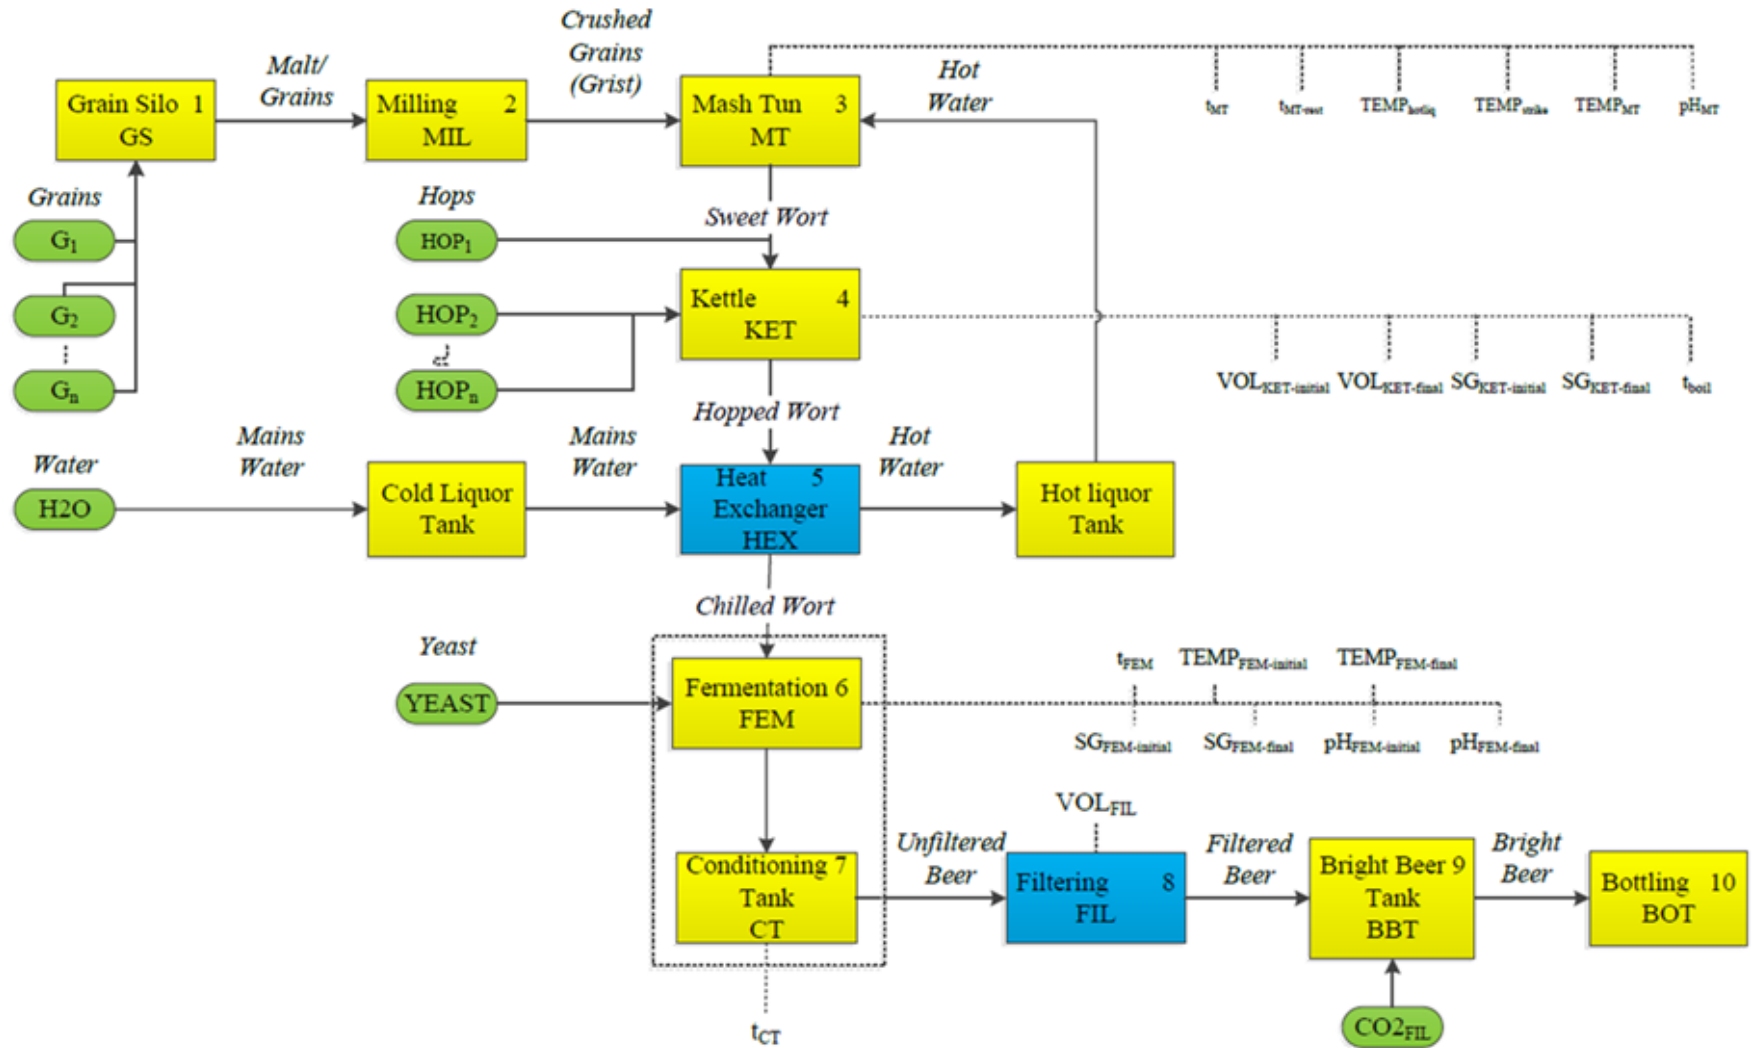 Crushed
Grains
(Grist)
Malt/
Grains
Hot
Water
Grain Silo 1
GS
Milling 2
MIL
Mash Tun 3
MT
tMT
tMT-rest
TEMPhotliq
TEMPstrike
TEMPMT
pHMT
Grains
Hops
Sweet Wort
G1
HOP1
G2
HOP2
Kettle 4
KET
Gn
HOPn
VOLKET-initial
VOLKET-final
SGKET-initial
SGKET-final
tboil
Hopped Wort
Water
Mains
Water
Mains
Water
Hot
Water
H2O
Cold Liquor
Tank
Heat 5
Exchanger
HEX
Hot liquor
Tank
Chilled Wort
Yeast
YEAST
Fermentation 6
FEM
tFEM
TEMPFEM-initial
TEMPFEM-final
SGFEM-initial
SGFEM-final
pHFEM-initial
pHFEM-final
VOLFIL
Unfiltered
Beer
Filtered
Beer
Bright
Beer
Conditioning 7
Tank
CT
Filtering 8
FIL
Bright Beer 9
Tank
BBT
Bottling 10
BOT
tCT
CO2FIL